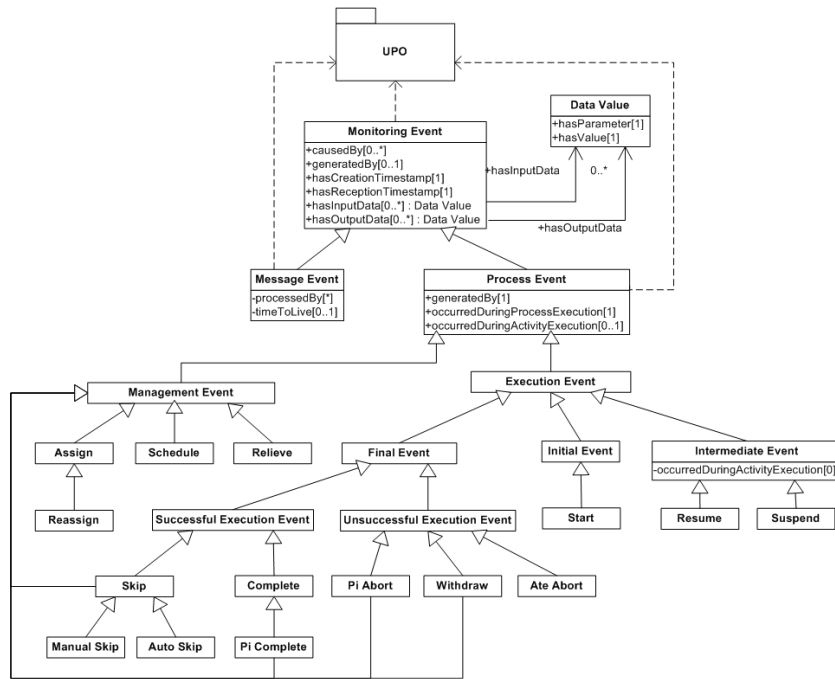 UPO
Data Value
+hasParameter[1]
+hasValue[1]
Monitoring Event
+causedBy[0..*]
+generatedBy[0..1]
+hasCreationTimestamp[1]
+hasReceptionTimestamp[1]
+hasInputData[0..*] : Data Value
+hasOutputData[0..*] : Data Value
+hasInputData
0..*
+hasOutputData
Message Event
-processedBy[*]
-timeToLive[0..1]
Process Event
+generatedBy[1]
+occurredDuringProcessExecution[1]
+occurredDuringActivityExecution[0..1]
Management Event
Execution Event
Assign
Schedule
Relieve
Final Event
Initial Event
Intermediate Event
-occurredDuringActivityExecution[0]
Reassign
Successful Execution Event
Unsuccessful Execution Event
Start
Resume
Suspend
Skip
Complete
Pi Abort
Withdraw
Ate Abort
Manual Skip
Auto Skip
Pi Complete